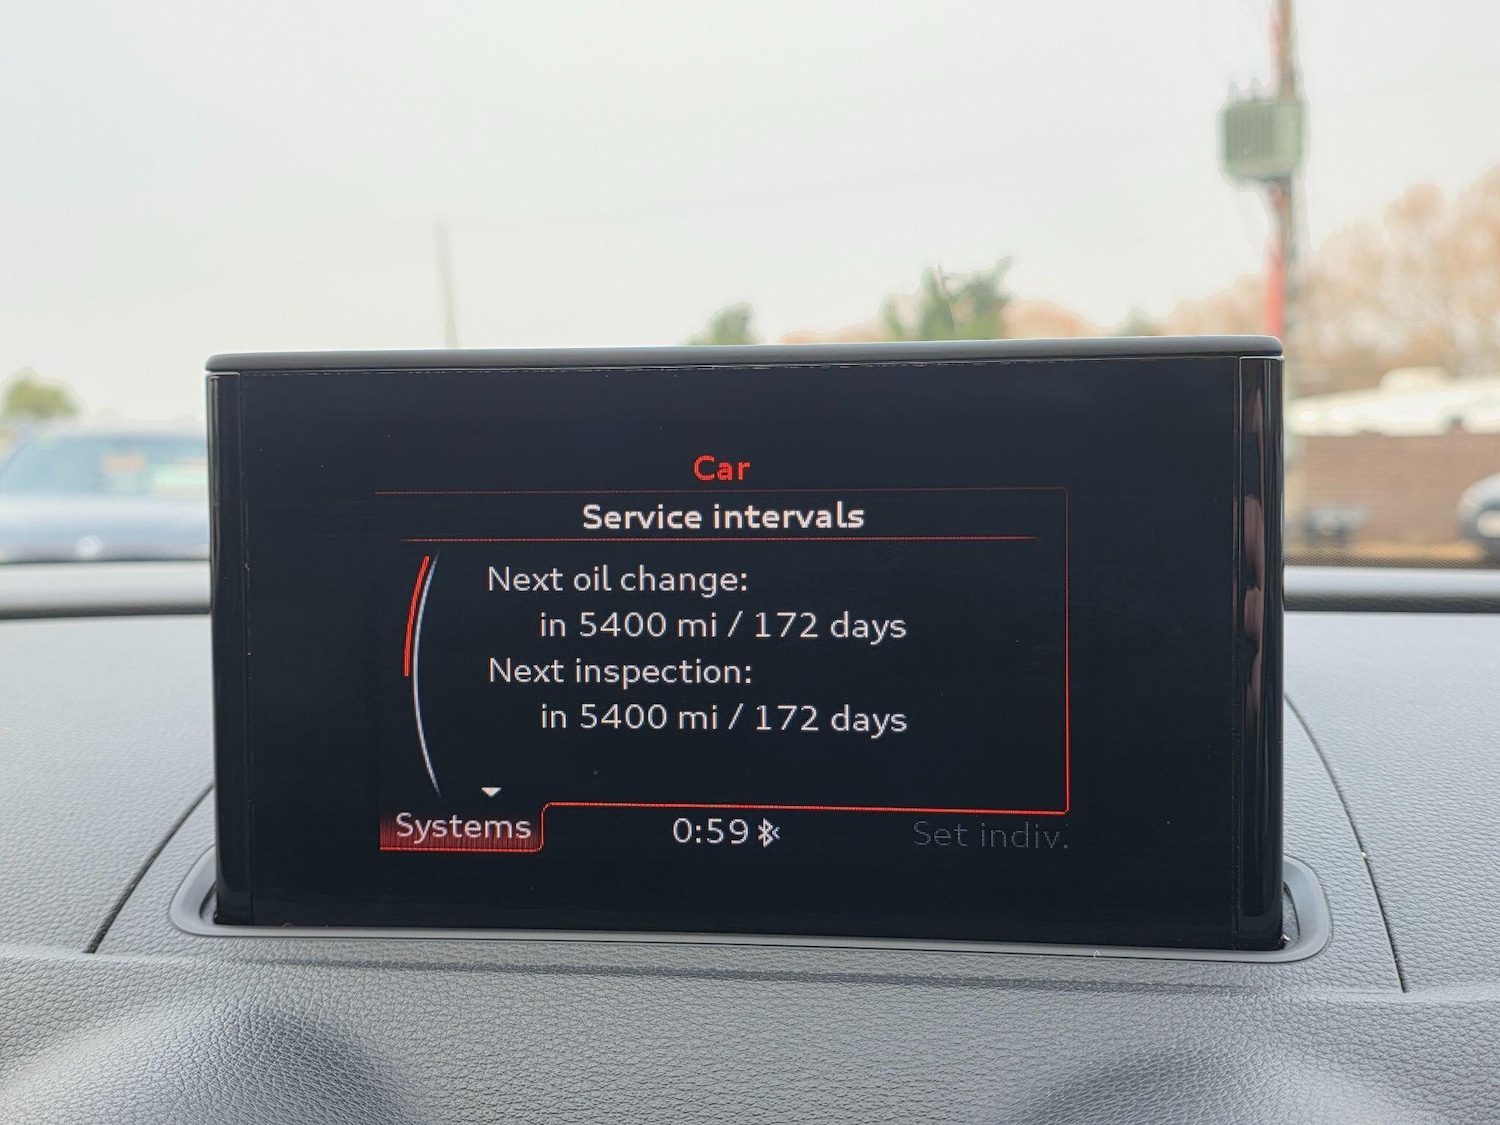 Car
Service intervals
Next oil change:
in 5400 mi / 172 days
Next inspection:
in 5400 mi / 172 days
Systems
0:59
Set indiv.